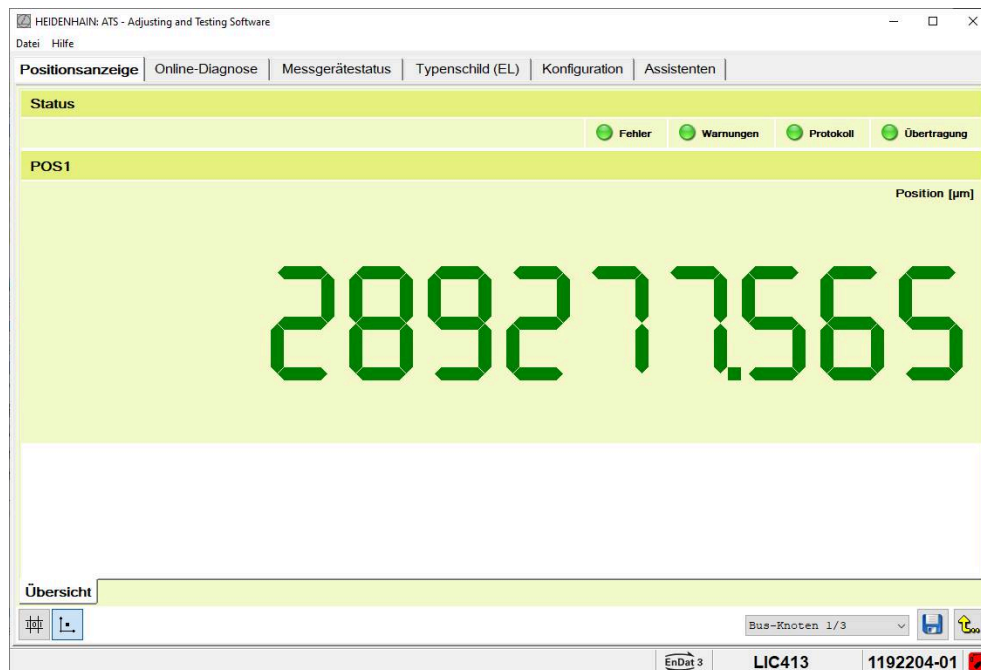 HEIDENHAIN: ATS - Adjusting and Testing Software
Datei Hilfe
Positionsanzeige Online-Diagnose Messgerätestatus Typenschild (EL) Konfiguration Assistenten
Status
Fehler Warnungen Protokoll Übertragung
POS1
Position [µm]
289277.565
Übersicht
Bus-Knoten 1/3
EnDat 3 LIC413 1192204-01